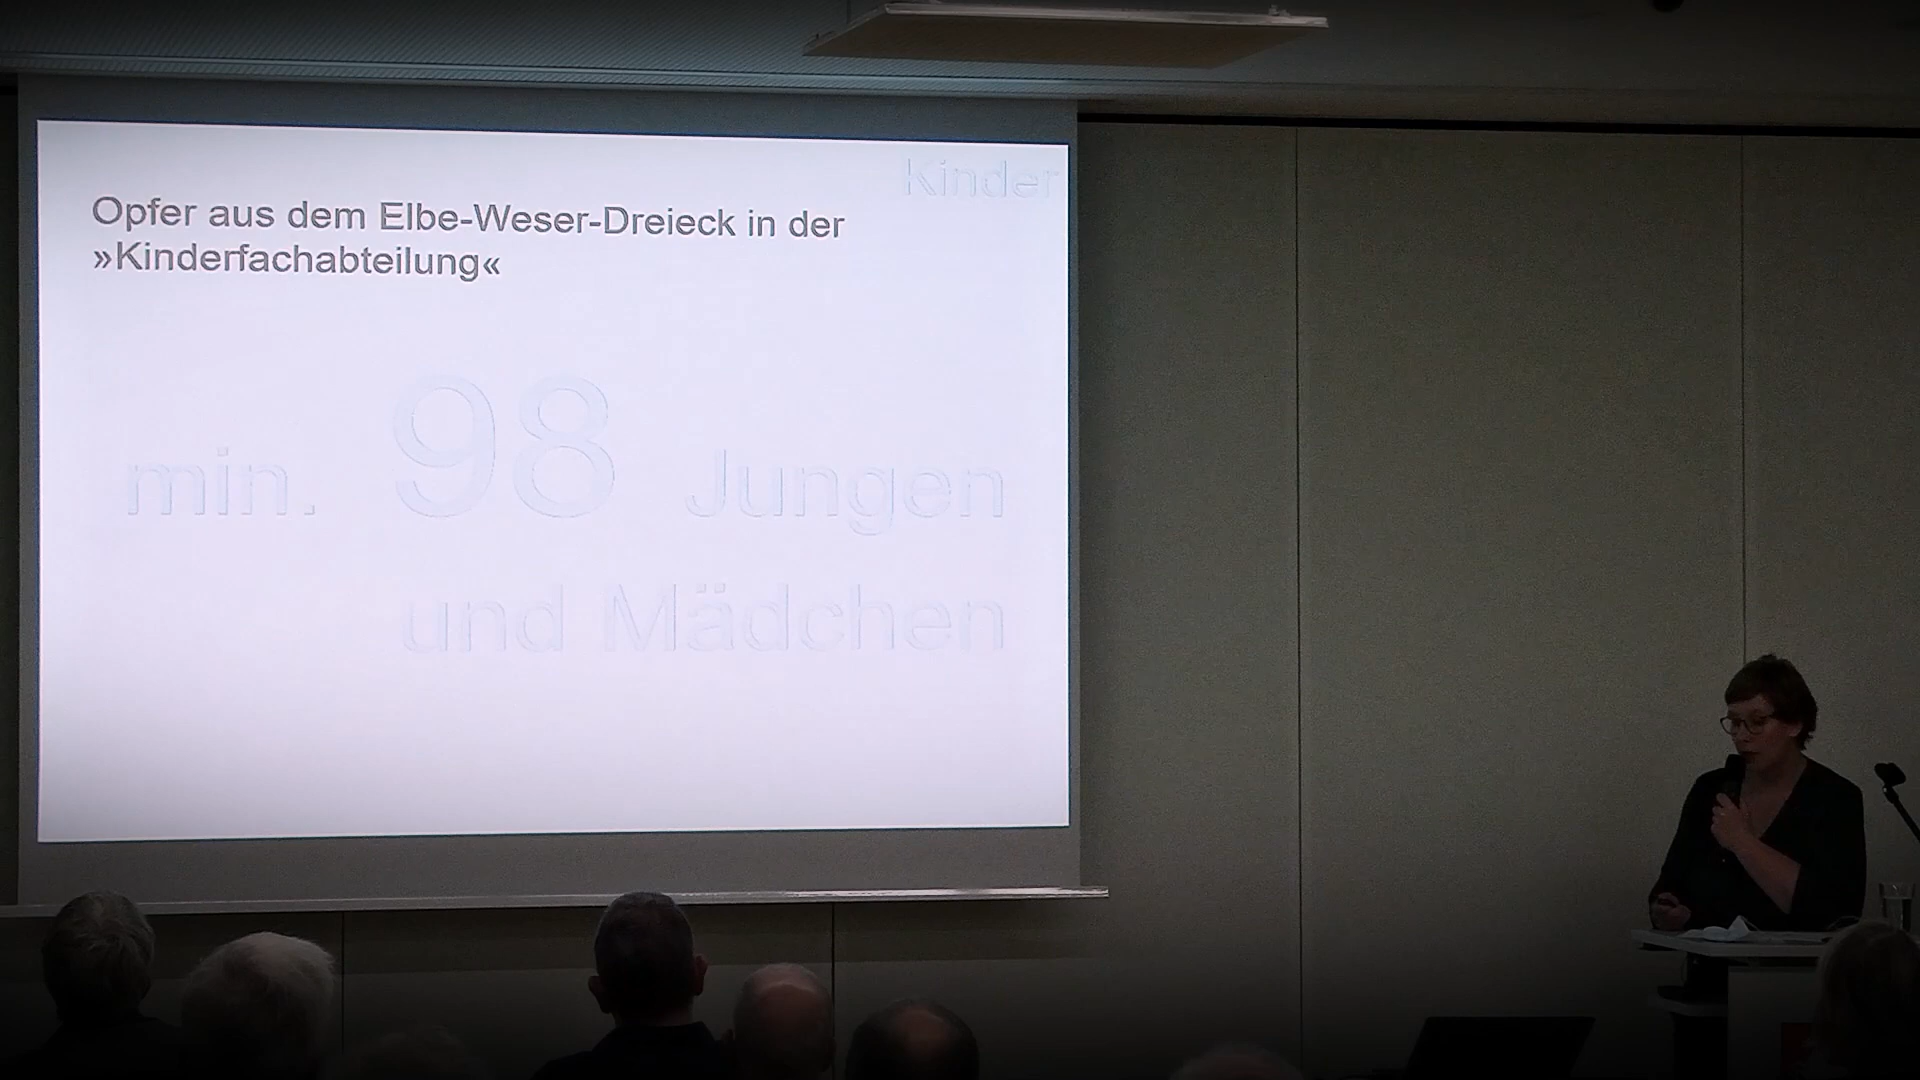 Kinder
Opfer aus dem Elbe-Weser-Dreieck in der
»Kinderfachabteilung«
min. 98 Jungen
und Mädchen